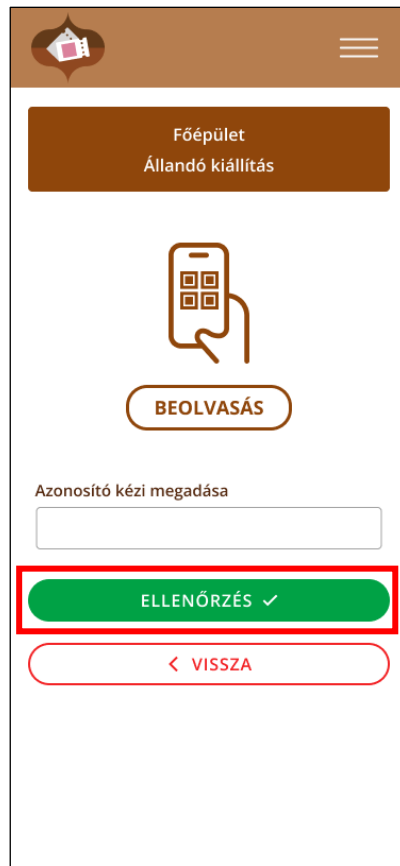 Főépület
Állandó kiállítás
BEOLVASÁS
Azonosító kézi megadása
ELLENŐRZÉS
VISSZA